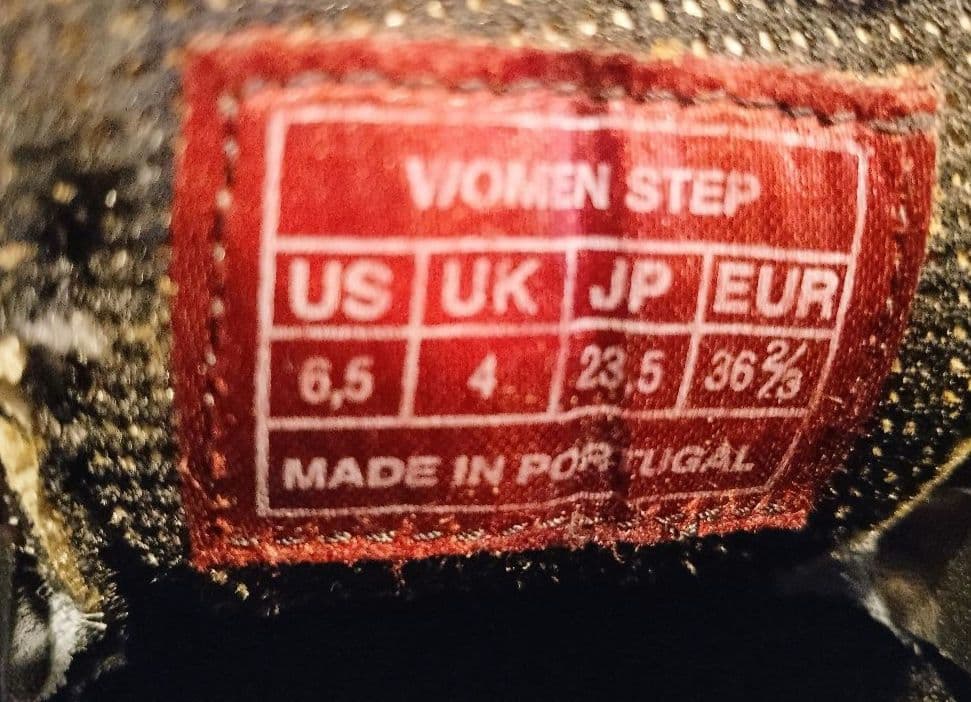 WOMEN STEP
US UK JP EUR
6,5 4 23,5 36 2/3
MADE IN PORTUGAL